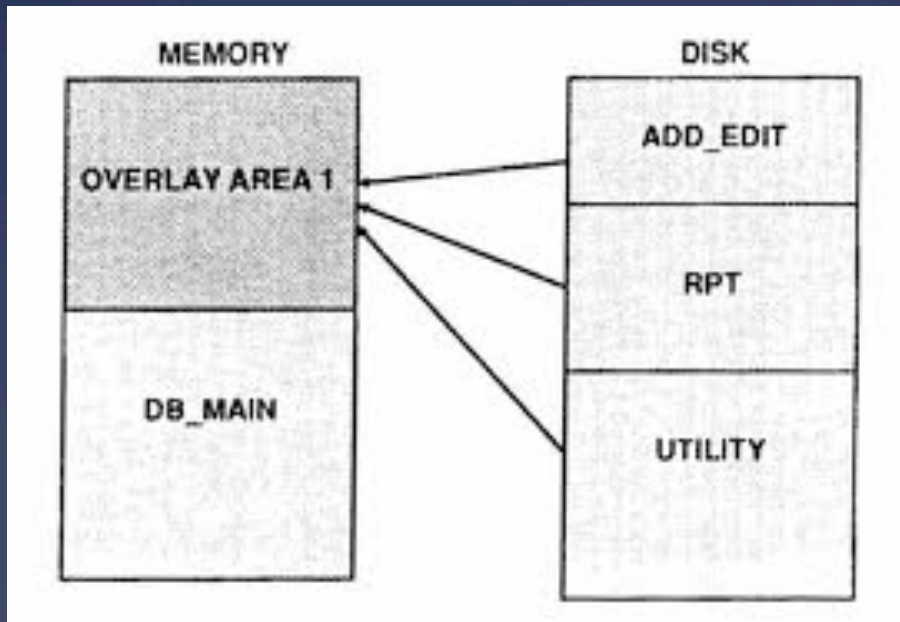 MEMORY
DISK
OVERLAY AREA 1
DB_MAIN
ADD_EDIT
RPT
UTILITY